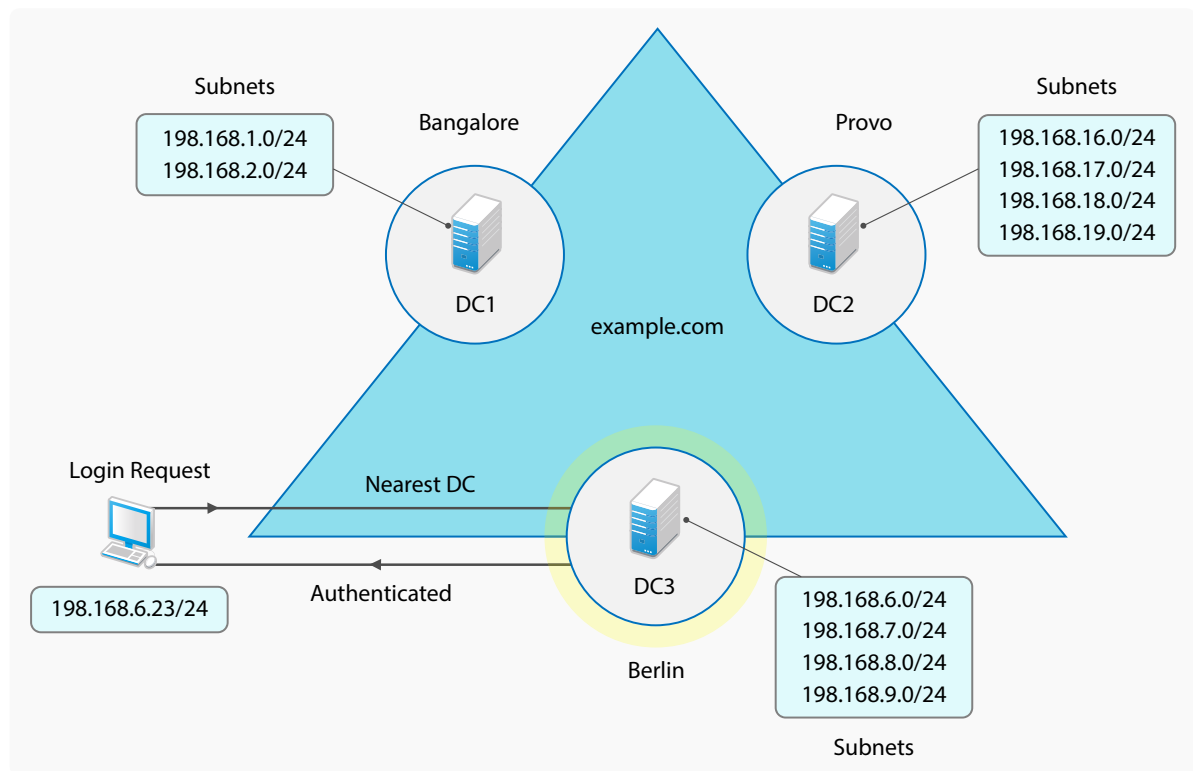 Subnets
198.168.1.0/24
198.168.2.0/24
Bangalore
DC1
Provo
DC2
Subnets
198.168.16.0/24
198.168.17.0/24
198.168.18.0/24
198.168.19.0/24
example.com
Login Request
198.168.6.23/24
Nearest DC
Authenticated
DC3
Berlin
198.168.6.0/24
198.168.7.0/24
198.168.8.0/24
198.168.9.0/24
Subnets